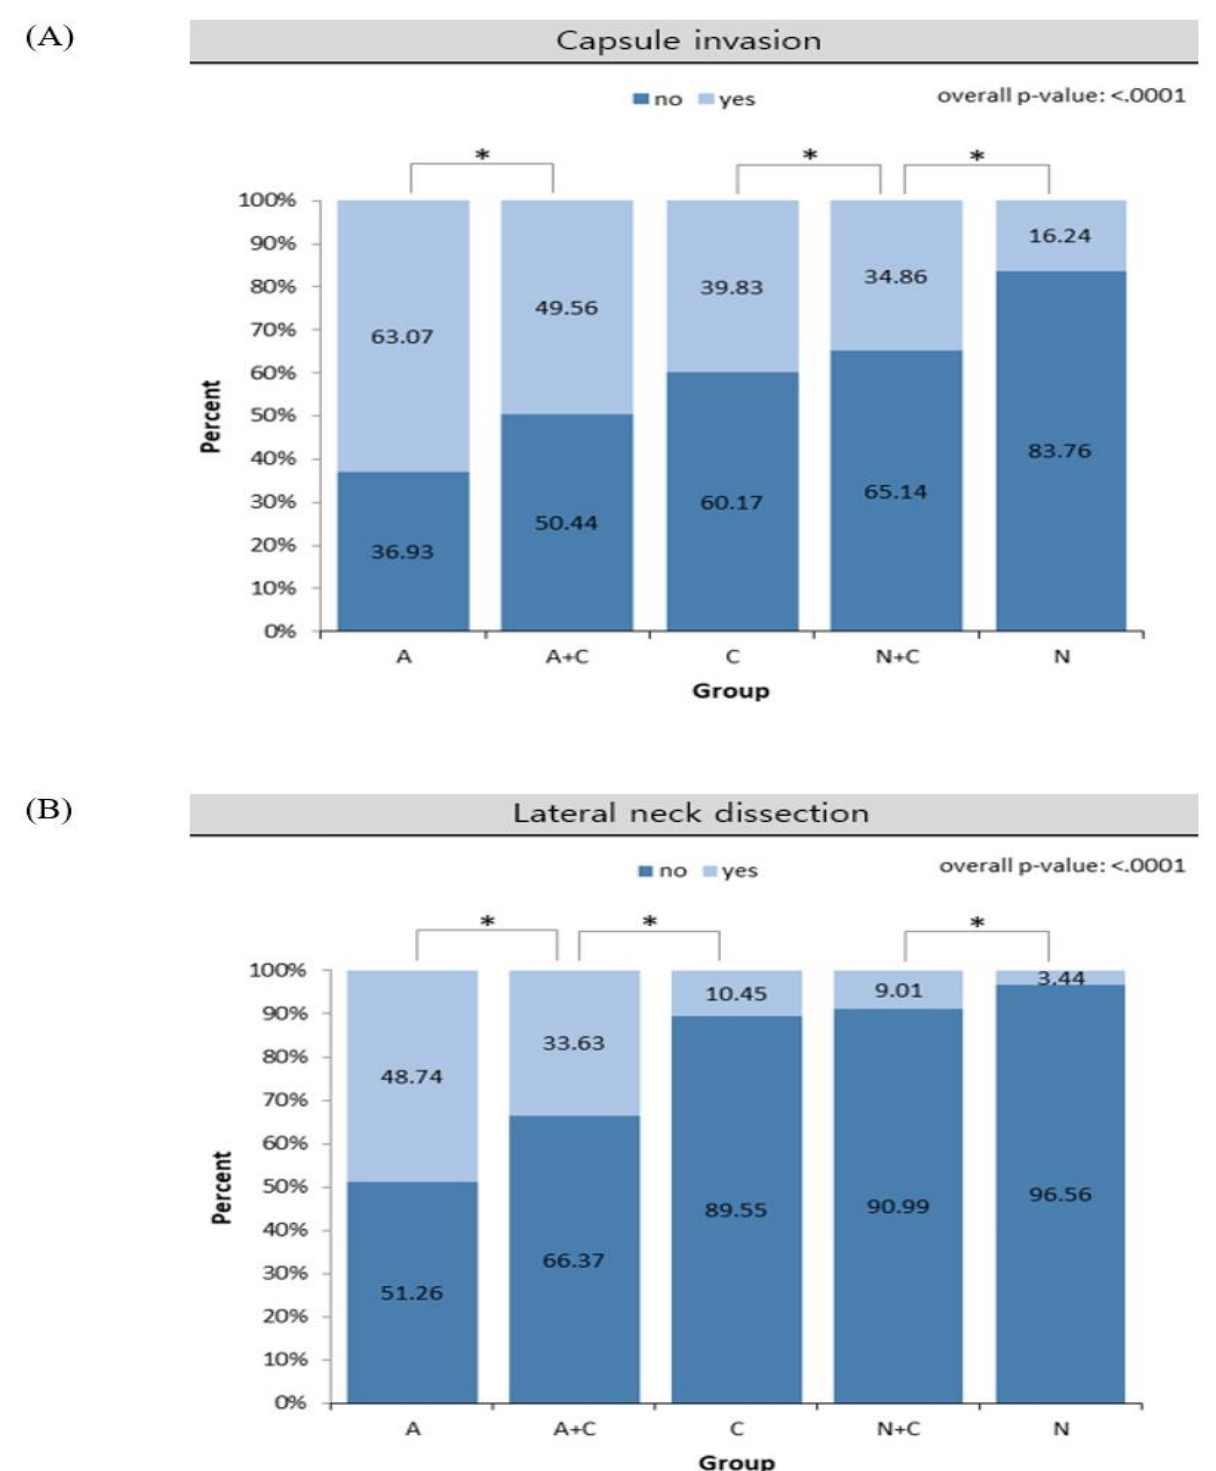 (A)
Capsule invasion
no yes
overall p-value: <.0001
* * *
100%
90%
80%
70%
60%
50%
40%
30%
20%
10%
0%
Percent
63.07 49.56 39.83 34.86 16.24
36.93 50.44 60.17 65.14 83.76
A A+C C N+C N
Group
(B)
Lateral neck dissection
no yes
overall p-value: <.0001
* * *
100%
90%
80%
70%
60%
50%
40%
30%
20%
10%
0%
Percent
48.74 33.63 10.45 9.01 3.44
51.26 66.37 89.55 90.99 96.56
A A+C C N+C N
Group